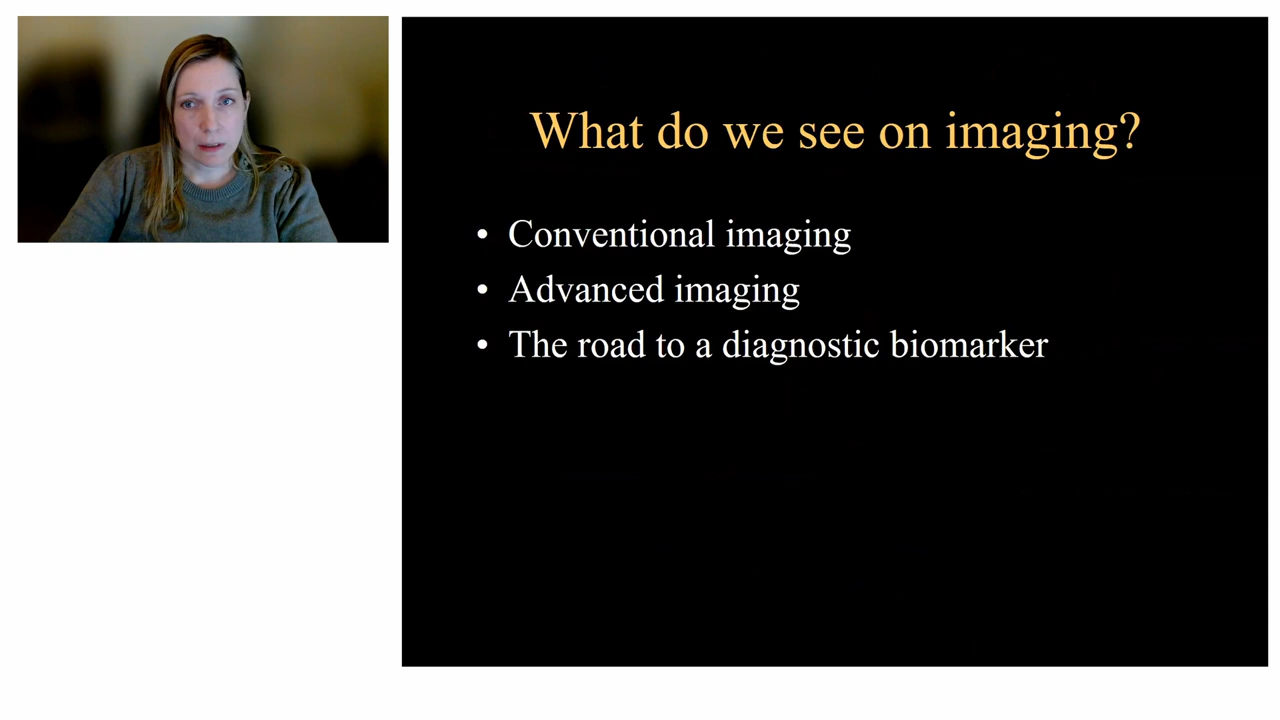 What do we see on imaging?
• Conventional imaging
• Advanced imaging
• The road to a diagnostic biomarker